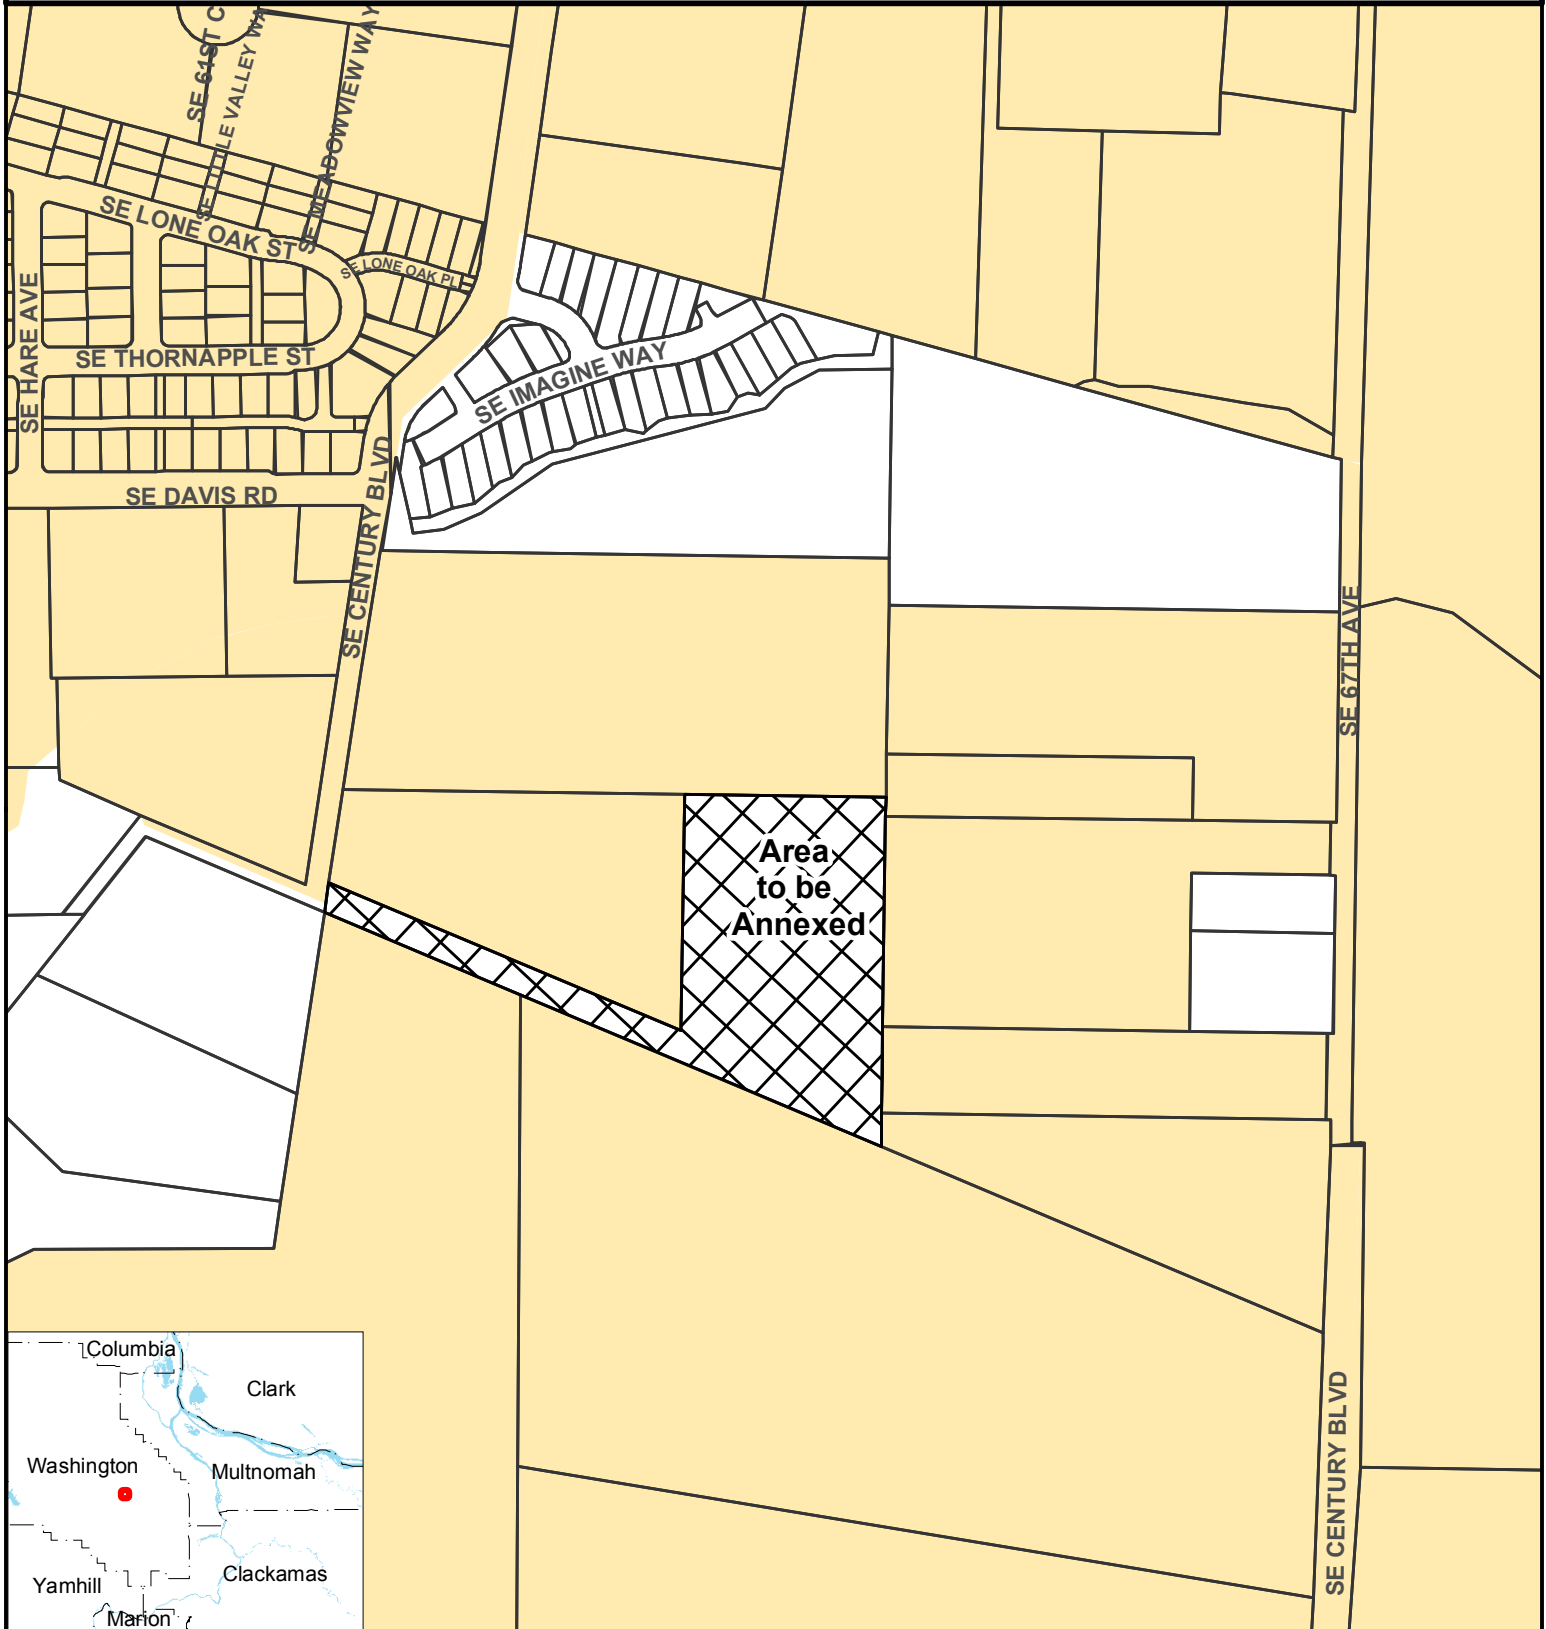 SE 61ST C
SE LITTLE VALLEY WA
SE MEADOWVIEW WAY
SE LONE OAK ST
SE LONE OAK PL
SE HARE AVE
SE THORNAPPLE ST
SE IMAGINE WAY
SE DAVIS RD
SE CENTURY BLVD
SE 67TH AVE
Area
to be
Annexed
SE CENTURY BLVD
Columbia
Clark
Washington
Multnomah
Yamhill
Clackamas
Marion